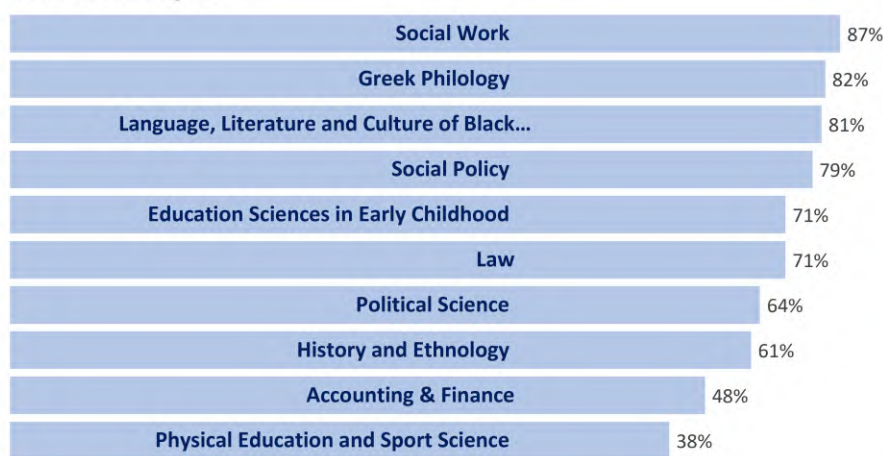 Social Work 87%
Greek Philology 82%
Language, Literature and Culture of Black... 81%
Social Policy 79%
Education Sciences in Early Childhood 71%
Law 71%
Political Science 64%
History and Ethnology 61%
Accounting & Finance 48%
Physical Education and Sport Science 38%